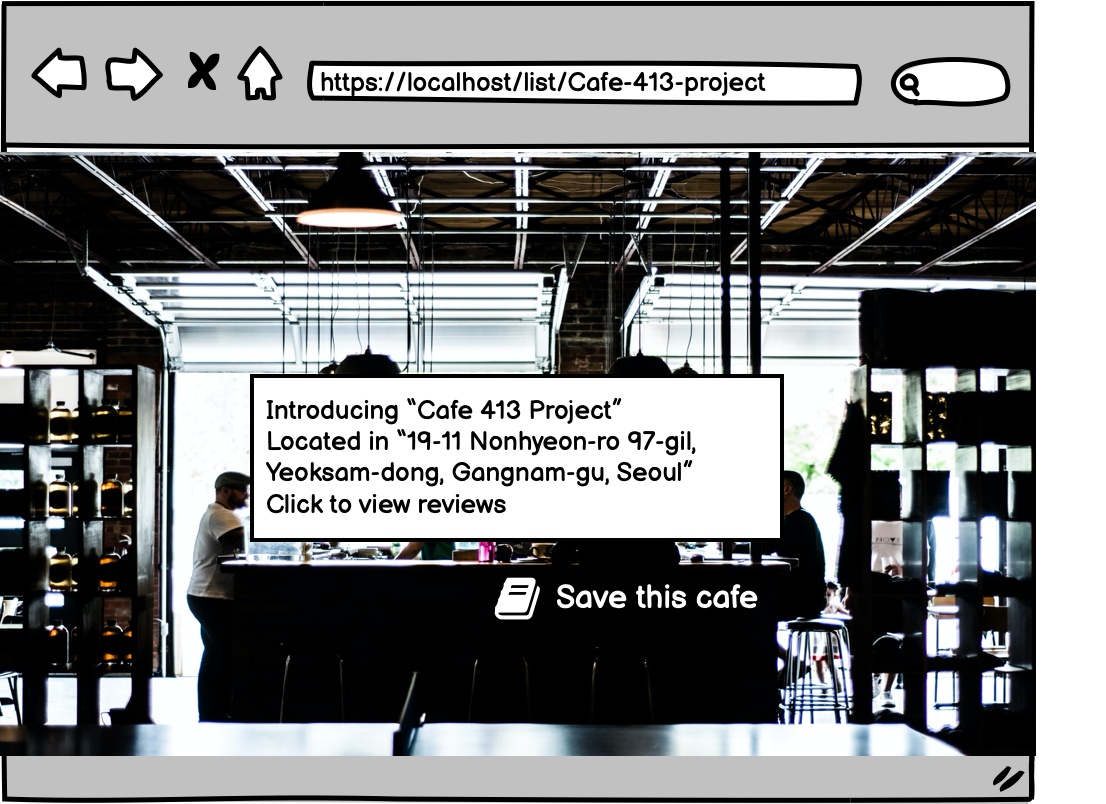 https://localhost/list/Cafe-413-project
Introducing “Cafe 413 Project”
Located in “19-11 Nonhyeon-ro 97-gil,
Yeoksam-dong, Gangnam-gu, Seoul”
Click to view reviews
Save this cafe